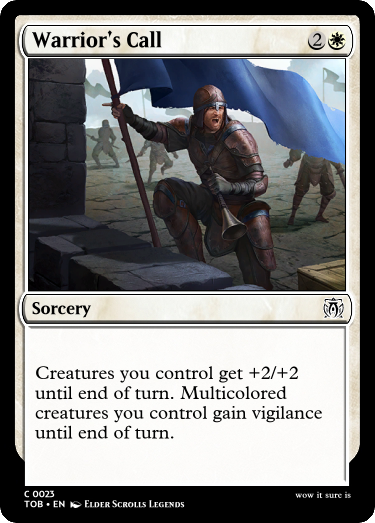 Warrior's Call 2
Sorcery
Creatures you control get +2/+2
until end of turn. Multicolored
creatures you control gain vigilance
until end of turn.
C 0023
TOB • EN Elder Scrolls Legends
wow it sure is